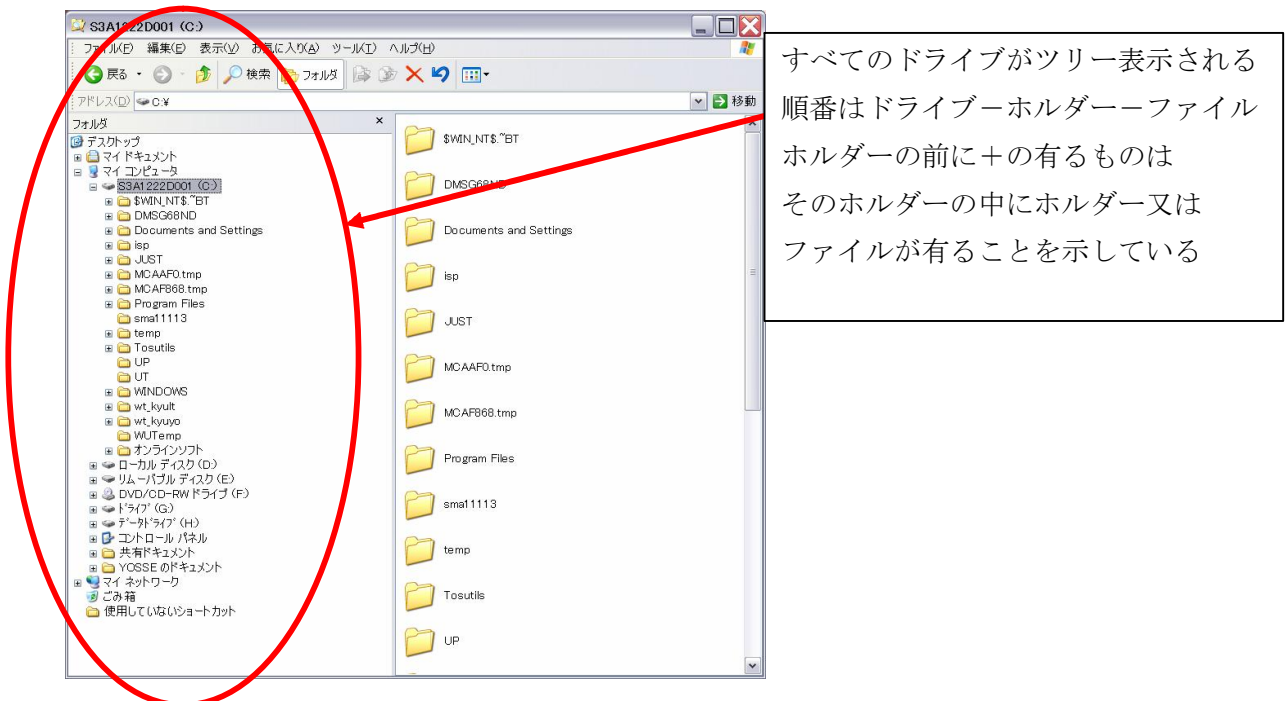 S3A1222D001 (C:)
ファイル(F) 編集(E) 表示(V) お気に入り(A) ツール(T) ヘルプ(H)
戻る 検索 フォルダ
アドレス(D) C:¥ 移動
フォルダ ×
デスクトップ
マイ ドキュメント
マイ コンピュータ
S3A1222D001 (C:)
$WIN_NT$.~BT
DMSG68ND
Documents and Settings
isp
JUST
MCAAF0.tmp
MCAF868.tmp
Program Files
sma11113
temp
Tosutils
UP
UT
WINDOWS
wt_kyult
wt_kyuyo
WUTemp
オンラインソフト
ローカル ディスク (D:)
リムーバブル ディスク (E:)
DVD/CD-RW ドライブ (F:)
ドライブ (G:)
データドライブ (H:)
コントロール パネル
共有ドキュメント
YOSSE のドキュメント
マイ ネットワーク
ごみ箱
使用していないショートカット
$WIN_NT$.~BT
DMSG68ND
Documents and Settings
isp
JUST
MCAAF0.tmp
MCAF868.tmp
Program Files
sma11113
temp
Tosutils
UP
すべてのドライブがツリー表示される
順番はドライブ－ホルダー－ファイル
ホルダーの前に＋の有るものは
そのホルダーの中にホルダー又は
ファイルが有ることを示している